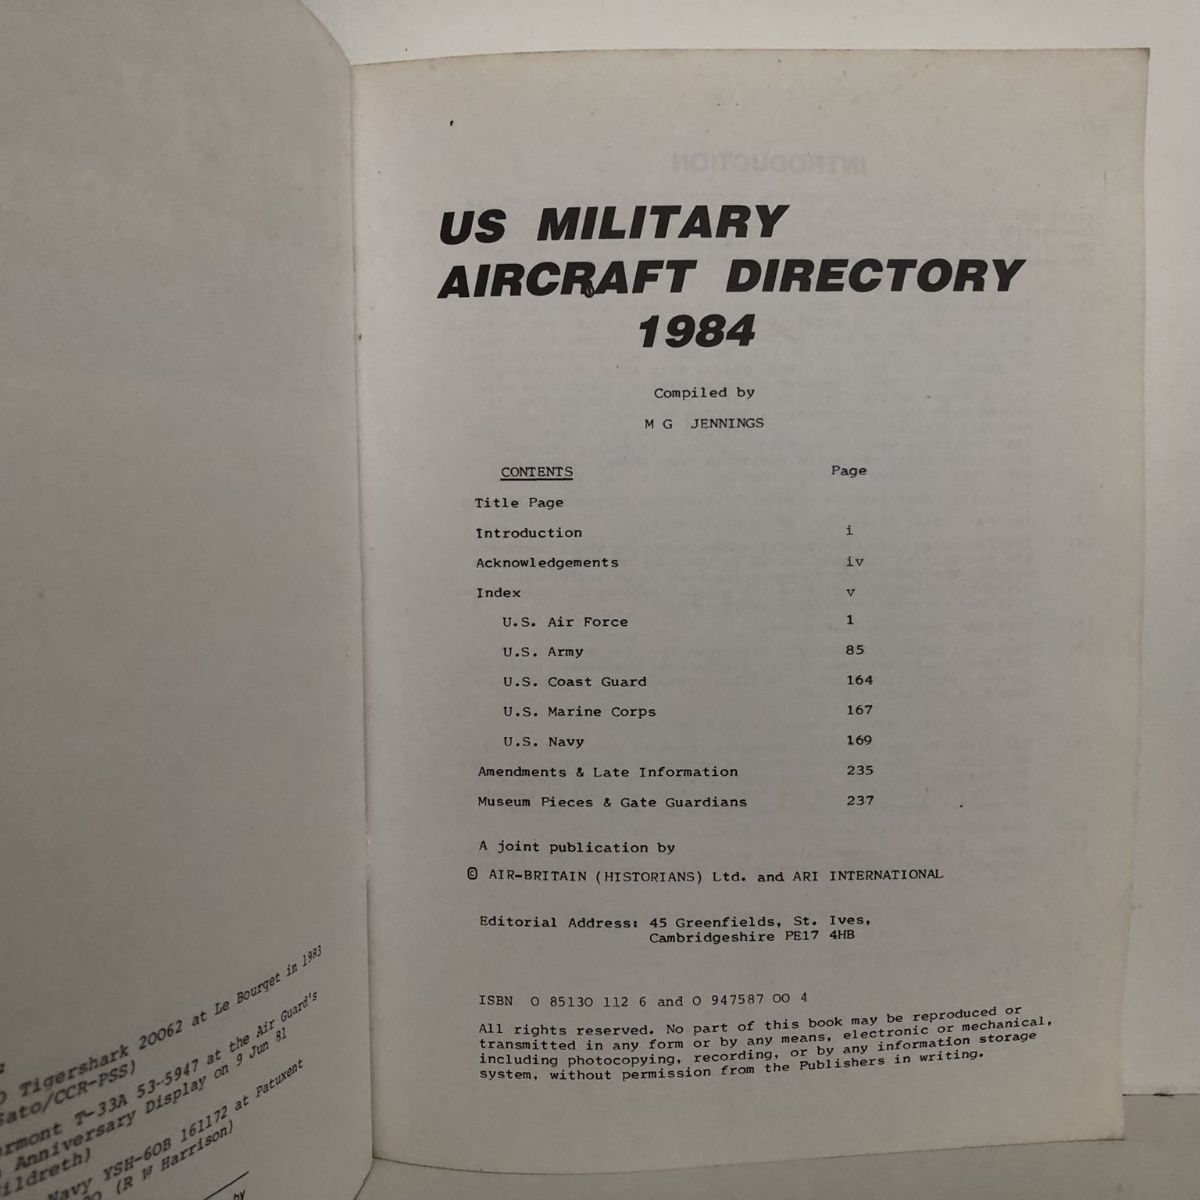 20062 at Le Bourget in 1983
Tigershark
/CCR-PSS)
T-33A 53-5947 at the Air Guard's
Anniversary Display on 9 Jun 81
YSH-60B 161172 at Patuxent
(R W Harrison)
by
US MILITARY
AIRCRAFT DIRECTORY
1984
Compiled by
M G JENNINGS
CONTENTS Page
Title Page
Introduction i
Acknowledgements iv
Index v
U.S. Air Force 1
U.S. Army 85
U.S. Coast Guard 164
U.S. Marine Corps 167
U.S. Navy 169
Amendments & Late Information 235
Museum Pieces & Gate Guardians 237
A joint publication by
© AIR-BRITAIN (HISTORIANS) Ltd. and ARI INTERNATIONAL
Editorial Address: 45 Greenfields, St. Ives,
Cambridgeshire PE17 4HB
ISBN 0 85130 112 6 and 0 947587 00 4
All rights reserved. No part of this book may be reproduced or
transmitted in any form or by any means, electronic or mechanical,
including photocopying, recording, or by any information storage
system, without permission from the Publishers in writing.